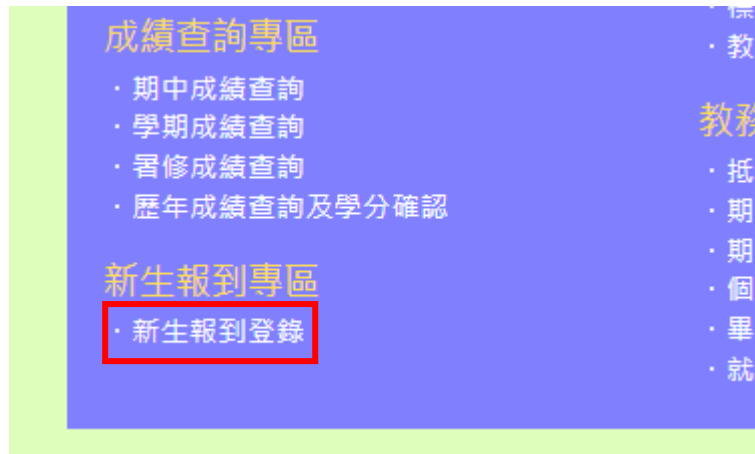 成績查詢專區
・期中成績查詢
・學期成績查詢
・暑修成績查詢
・歷年成績查詢及學分確認
新生報到專區
・新生報到登錄
・教
教務
・抵
・期
・期
・個
・畢
・就